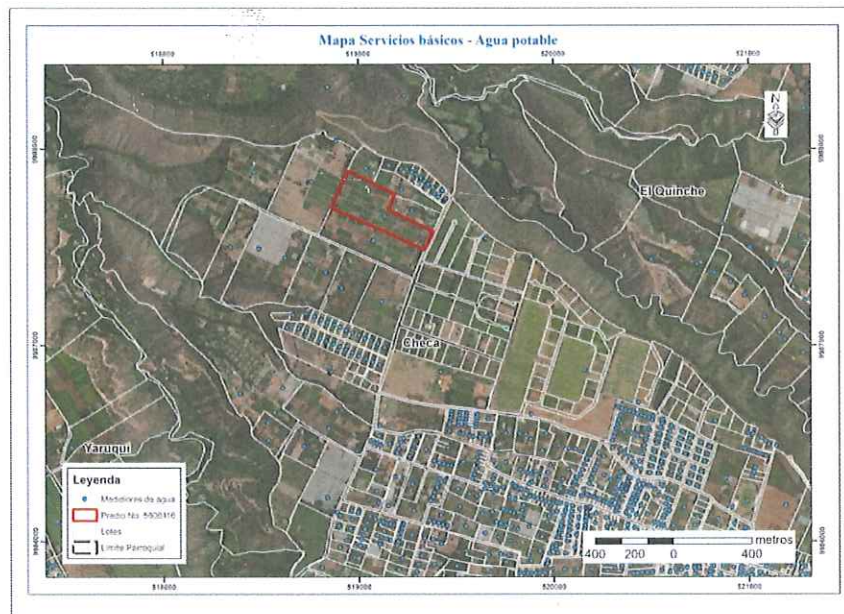 Mapa Servicios básicos - Agua potable
518000 519000 520000 521000
N
El Quinche
Checa
Yaruquí
Leyenda
Medidores de agua
Predio No.
Lotes
Límite Parroquial
metros
400 200 0 400
518000 519000 520000 521000